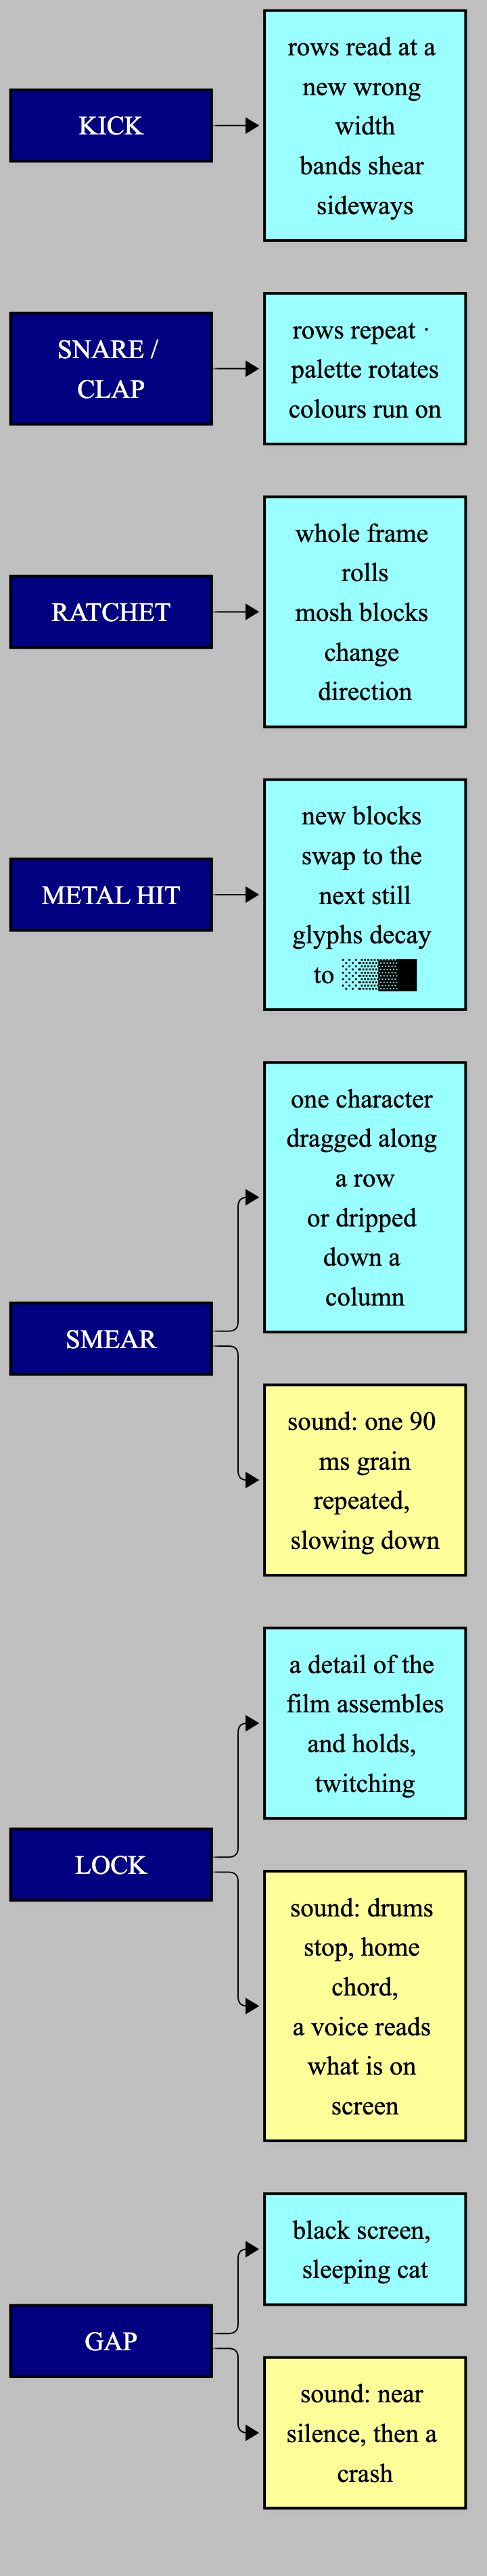 KICK
rows read at a
new wrong
width
bands shear
sideways
SNARE /
CLAP
rows repeat ·
palette rotates
colours run on
RATCHET
whole frame
rolls
mosh blocks
change
direction
METAL HIT
new blocks
swap to the
next still
glyphs decay
to ░▒▓█
SMEAR
one character
dragged along
a row
or dripped
down a
column
sound: one 90
ms grain
repeated,
slowing down
LOCK
a detail of the
film assembles
and holds,
twitching
sound: drums
stop, home
chord,
a voice reads
what is on
screen
GAP
black screen,
sleeping cat
sound: near
silence, then a
crash